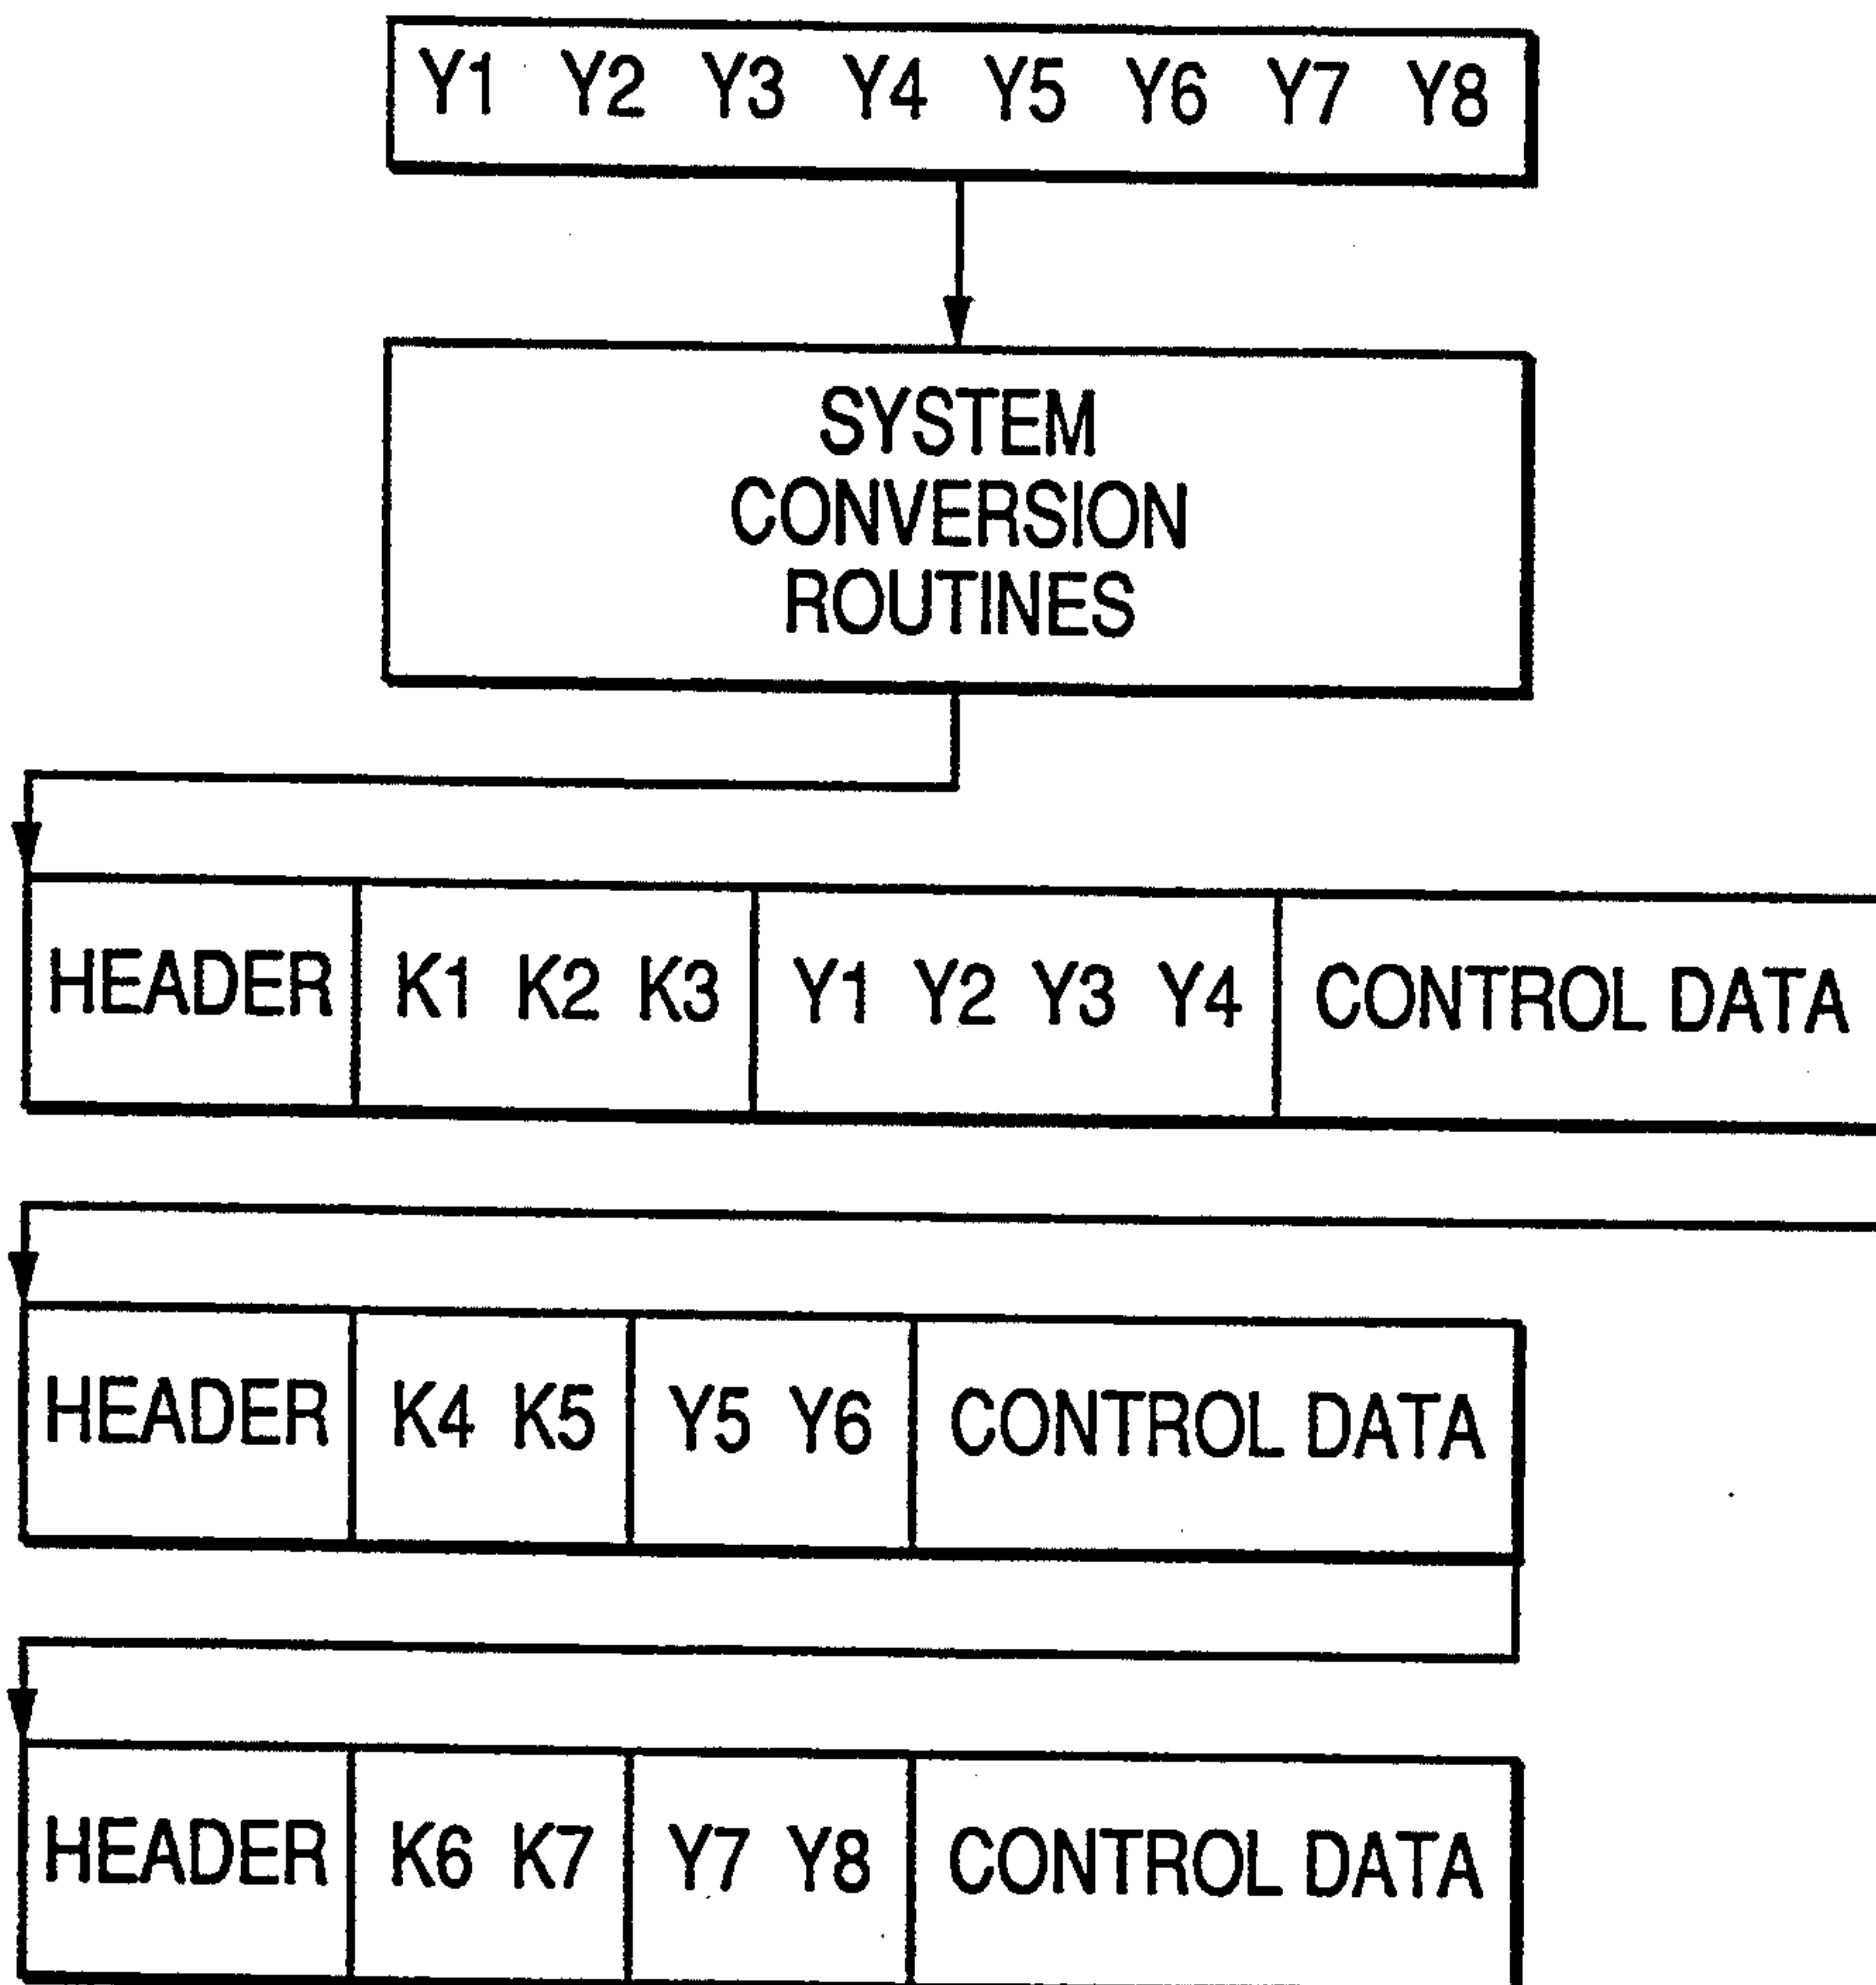 Y1 Y2 Y3 Y4 Y5 Y6 Y7 Y8
SYSTEM
CONVERSION
ROUTINES
HEADER K1 K2 K3 Y1 Y2 Y3 Y4 CONTROL DATA
HEADER K4 K5 Y5 Y6 CONTROL DATA
HEADER K6 K7 Y7 Y8 CONTROL DATA